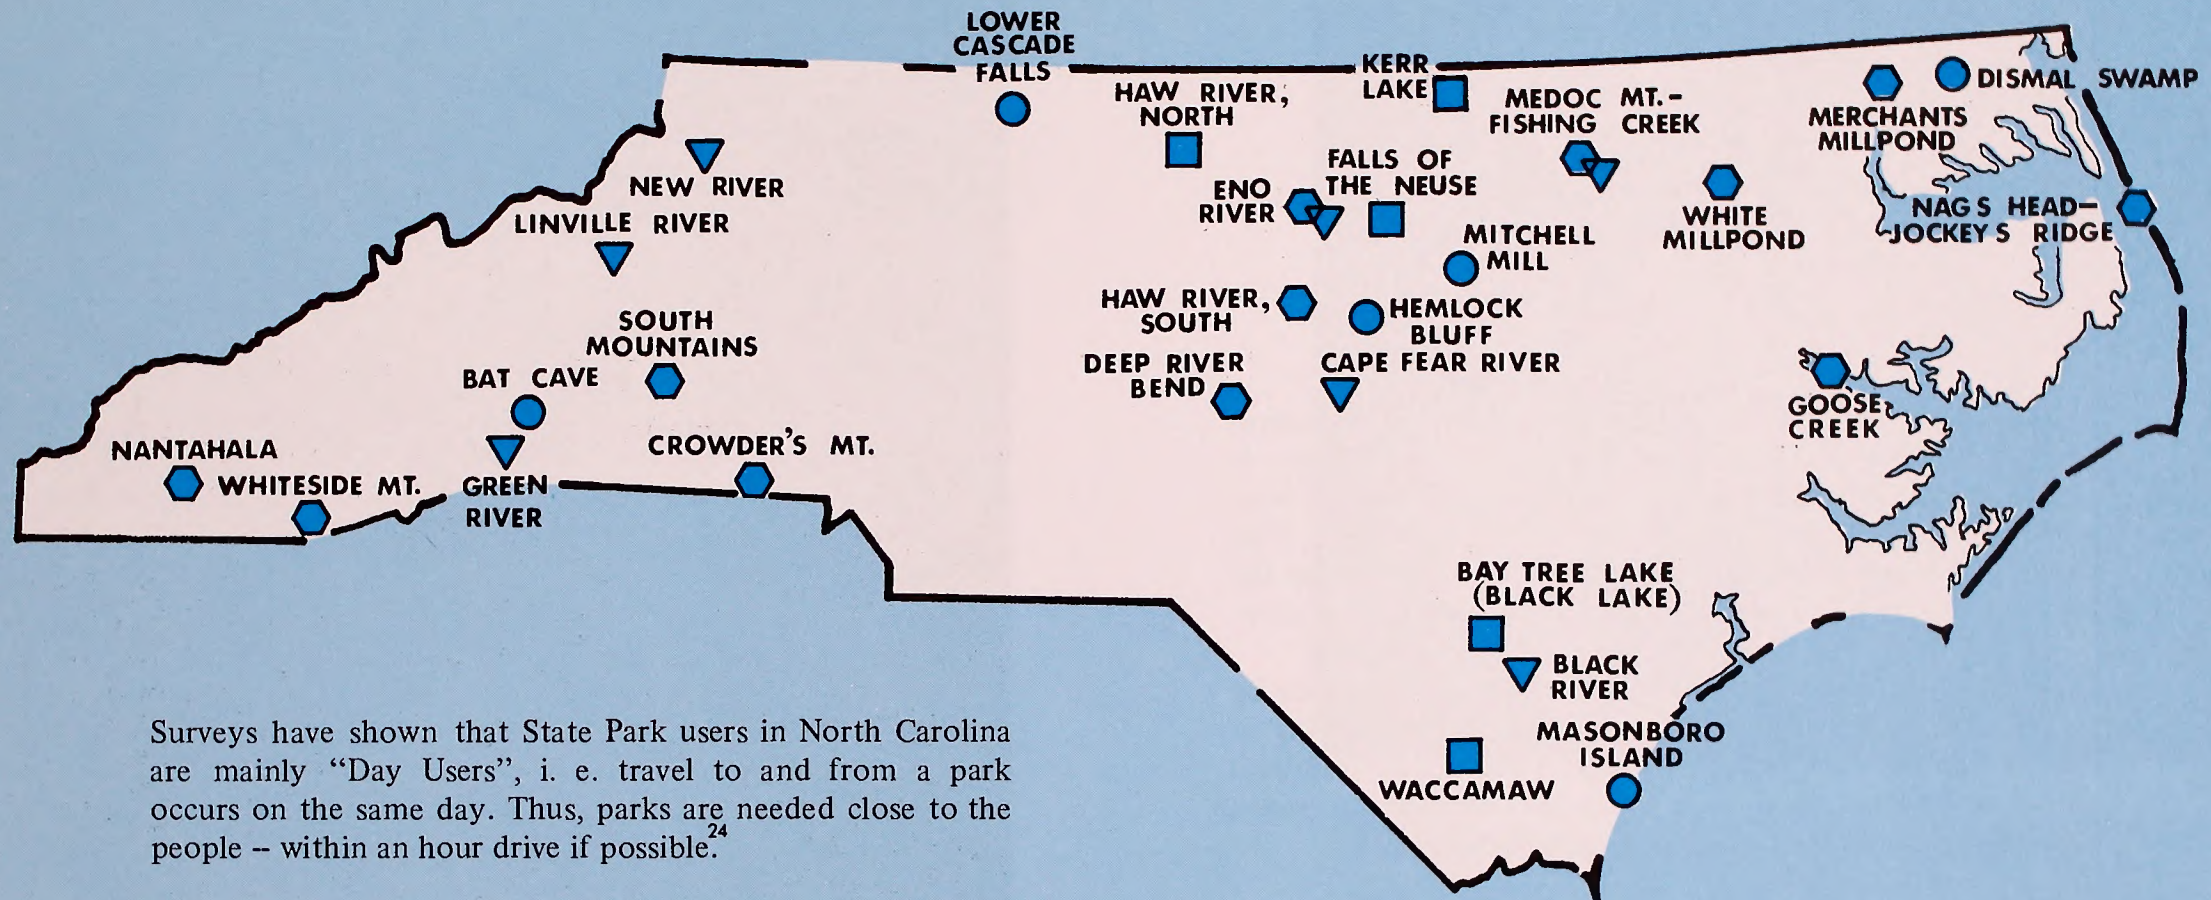 LOWER
CASCADE
FALLS
KERR
LAKE
HAW RIVER,
NORTH
MEDOC MT.-
FISHING CREEK
DISMAL SWAMP
MERCHANTS
MILLPOND
NEW RIVER
LINVILLE RIVER
ENO
RIVER
FALLS OF
THE NEUSE
WHITE
MILLPOND
NAGS HEAD-
JOCKEYS RIDGE
MITCHELL
MILL
HAW RIVER,
SOUTH
HEMLOCK
BLUFF
SOUTH
MOUNTAINS
BAT CAVE
DEEP RIVER
BEND
CAPE FEAR RIVER
GOOSE
CREEK
NANTAHALA
WHITESIDE MT.
GREEN
RIVER
CROWDER'S MT.
BAY TREE LAKE
(BLACK LAKE)
BLACK
RIVER
MASONBORO
ISLAND
WACCAMAW
Surveys have shown that State Park users in North Carolina
are mainly “Day Users”, i. e. travel to and from a park
occurs on the same day. Thus, parks are needed close to the
people -- within an hour drive if possible.24